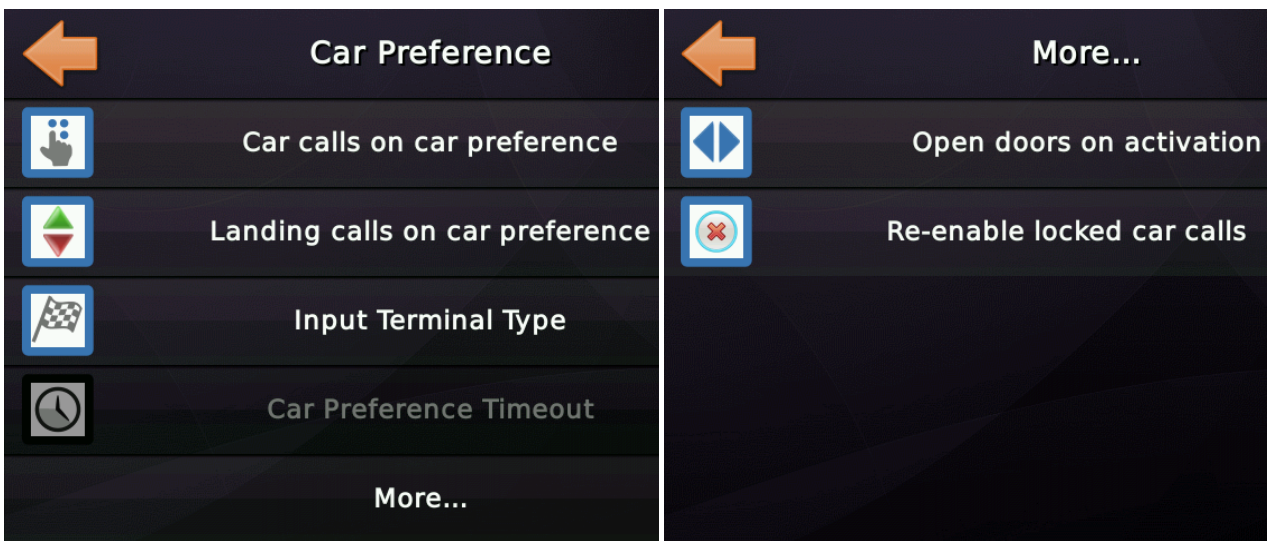 Car Preference
Car calls on car preference
Landing calls on car preference
Input Terminal Type
Car Preference Timeout
More...
More...
Open doors on activation
Re-enable locked car calls